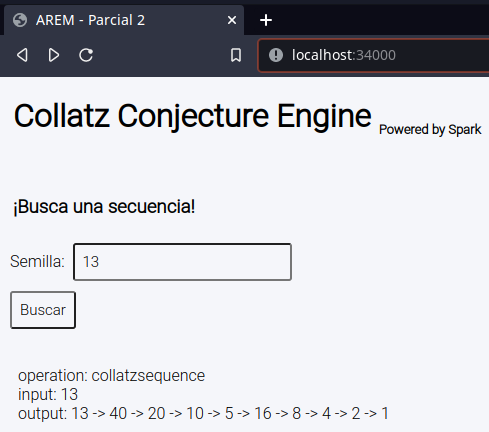 AREM - Parcial 2
localhost:34000
Collatz Conjecture Engine Powered by Spark
¡Busca una secuencia!
Semilla: 13
Buscar
operation: collatzsequence
input: 13
output: 13 -> 40 -> 20 -> 10 -> 5 -> 16 -> 8 -> 4 -> 2 -> 1